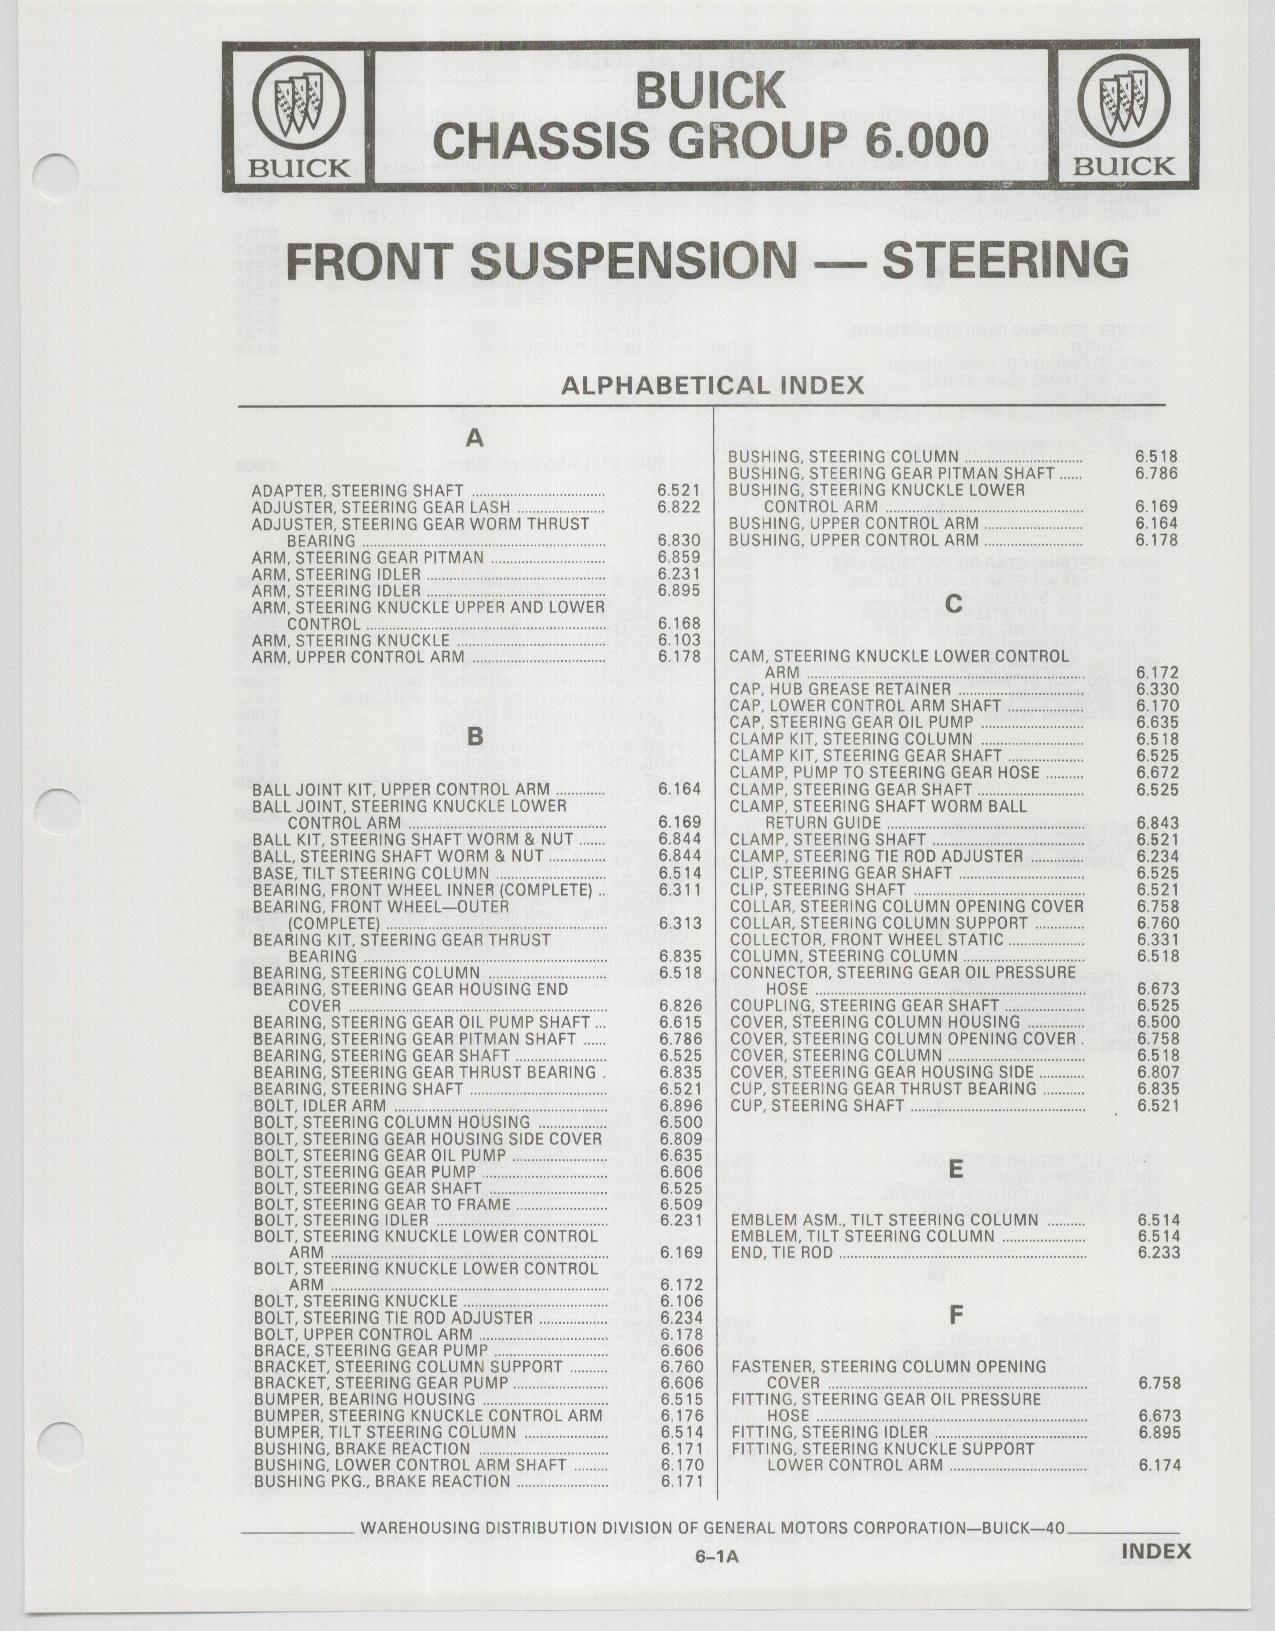 BUICK
CHASSIS GROUP 6.000
BUICK
BUICK
FRONT SUSPENSION — STEERING
ALPHABETICAL INDEX
A
ADAPTER, STEERING SHAFT 6.521
ADJUSTER, STEERING GEAR LASH 6.822
ADJUSTER, STEERING GEAR WORM THRUST
BEARING 6.830
ARM, STEERING GEAR PITMAN 6.859
ARM, STEERING IDLER 6.231
ARM, STEERING IDLER 6.895
ARM, STEERING KNUCKLE UPPER AND LOWER
CONTROL 6.168
ARM, STEERING KNUCKLE 6.103
ARM, UPPER CONTROL ARM 6.178
B
BALL JOINT KIT, UPPER CONTROL ARM 6.164
BALL JOINT, STEERING KNUCKLE LOWER
CONTROL ARM 6.169
BALL KIT, STEERING SHAFT WORM & NUT 6.844
BALL, STEERING SHAFT WORM & NUT 6.844
BASE, TILT STEERING COLUMN 6.514
BEARING, FRONT WHEEL INNER (COMPLETE) 6.311
BEARING, FRONT WHEEL—OUTER
(COMPLETE) 6.313
BEARING KIT, STEERING GEAR THRUST
BEARING 6.835
BEARING, STEERING COLUMN 6.518
BEARING, STEERING GEAR HOUSING END
COVER 6.826
BEARING, STEERING GEAR OIL PUMP SHAFT 6.615
BEARING, STEERING GEAR PITMAN SHAFT 6.786
BEARING, STEERING GEAR SHAFT 6.525
BEARING, STEERING GEAR THRUST BEARING 6.835
BEARING, STEERING SHAFT 6.521
BOLT, IDLER ARM 6.896
BOLT, STEERING COLUMN HOUSING 6.500
BOLT, STEERING GEAR HOUSING SIDE COVER 6.809
BOLT, STEERING GEAR OIL PUMP 6.635
BOLT, STEERING GEAR PUMP 6.606
BOLT, STEERING GEAR SHAFT 6.525
BOLT, STEERING GEAR TO FRAME 6.509
BOLT, STEERING IDLER 6.231
BOLT, STEERING KNUCKLE LOWER CONTROL
ARM 6.169
BOLT, STEERING KNUCKLE LOWER CONTROL
ARM 6.172
BOLT, STEERING KNUCKLE 6.106
BOLT, STEERING TIE ROD ADJUSTER 6.234
BOLT, UPPER CONTROL ARM 6.178
BRACE, STEERING GEAR PUMP 6.606
BRACKET, STEERING COLUMN SUPPORT 6.760
BRACKET, STEERING GEAR PUMP 6.606
BUMPER, BEARING HOUSING 6.515
BUMPER, STEERING KNUCKLE CONTROL ARM 6.176
BUMPER, TILT STEERING COLUMN 6.514
BUSHING, BRAKE REACTION 6.171
BUSHING, LOWER CONTROL ARM SHAFT 6.170
BUSHING PKG., BRAKE REACTION 6.171
BUSHING, STEERING COLUMN 6.518
BUSHING, STEERING GEAR PITMAN SHAFT 6.786
BUSHING, STEERING KNUCKLE LOWER
CONTROL ARM 6.169
BUSHING, UPPER CONTROL ARM 6.164
BUSHING, UPPER CONTROL ARM 6.178
C
CAM, STEERING KNUCKLE LOWER CONTROL
ARM 6.172
CAP, HUB GREASE RETAINER 6.330
CAP, LOWER CONTROL ARM SHAFT 6.170
CAP, STEERING GEAR OIL PUMP 6.635
CLAMP KIT, STEERING COLUMN 6.518
CLAMP KIT, STEERING GEAR SHAFT 6.525
CLAMP, PUMP TO STEERING GEAR HOSE 6.672
CLAMP, STEERING GEAR SHAFT 6.525
CLAMP, STEERING SHAFT WORM BALL
RETURN GUIDE 6.843
CLAMP, STEERING SHAFT 6.521
CLAMP, STEERING TIE ROD ADJUSTER 6.234
CLIP, STEERING GEAR SHAFT 6.525
CLIP, STEERING SHAFT 6.521
COLLAR, STEERING COLUMN OPENING COVER 6.758
COLLAR, STEERING COLUMN SUPPORT 6.760
COLLECTOR, FRONT WHEEL STATIC 6.331
COLUMN, STEERING COLUMN 6.518
CONNECTOR, STEERING GEAR OIL PRESSURE
HOSE 6.673
COUPLING, STEERING GEAR SHAFT 6.525
COVER, STEERING COLUMN HOUSING 6.500
COVER, STEERING COLUMN OPENING COVER 6.758
COVER, STEERING COLUMN 6.518
COVER, STEERING GEAR HOUSING SIDE 6.807
CUP, STEERING GEAR THRUST BEARING 6.835
CUP, STEERING SHAFT 6.521
E
EMBLEM ASM., TILT STEERING COLUMN 6.514
EMBLEM, TILT STEERING COLUMN 6.514
END, TIE ROD 6.233
F
FASTENER, STEERING COLUMN OPENING
COVER 6.758
FITTING, STEERING GEAR OIL PRESSURE
HOSE 6.673
FITTING, STEERING IDLER 6.895
FITTING, STEERING KNUCKLE SUPPORT
LOWER CONTROL ARM 6.174
WAREHOUSING DISTRIBUTION DIVISION OF GENERAL MOTORS CORPORATION—BUICK—40
6–1A
INDEX